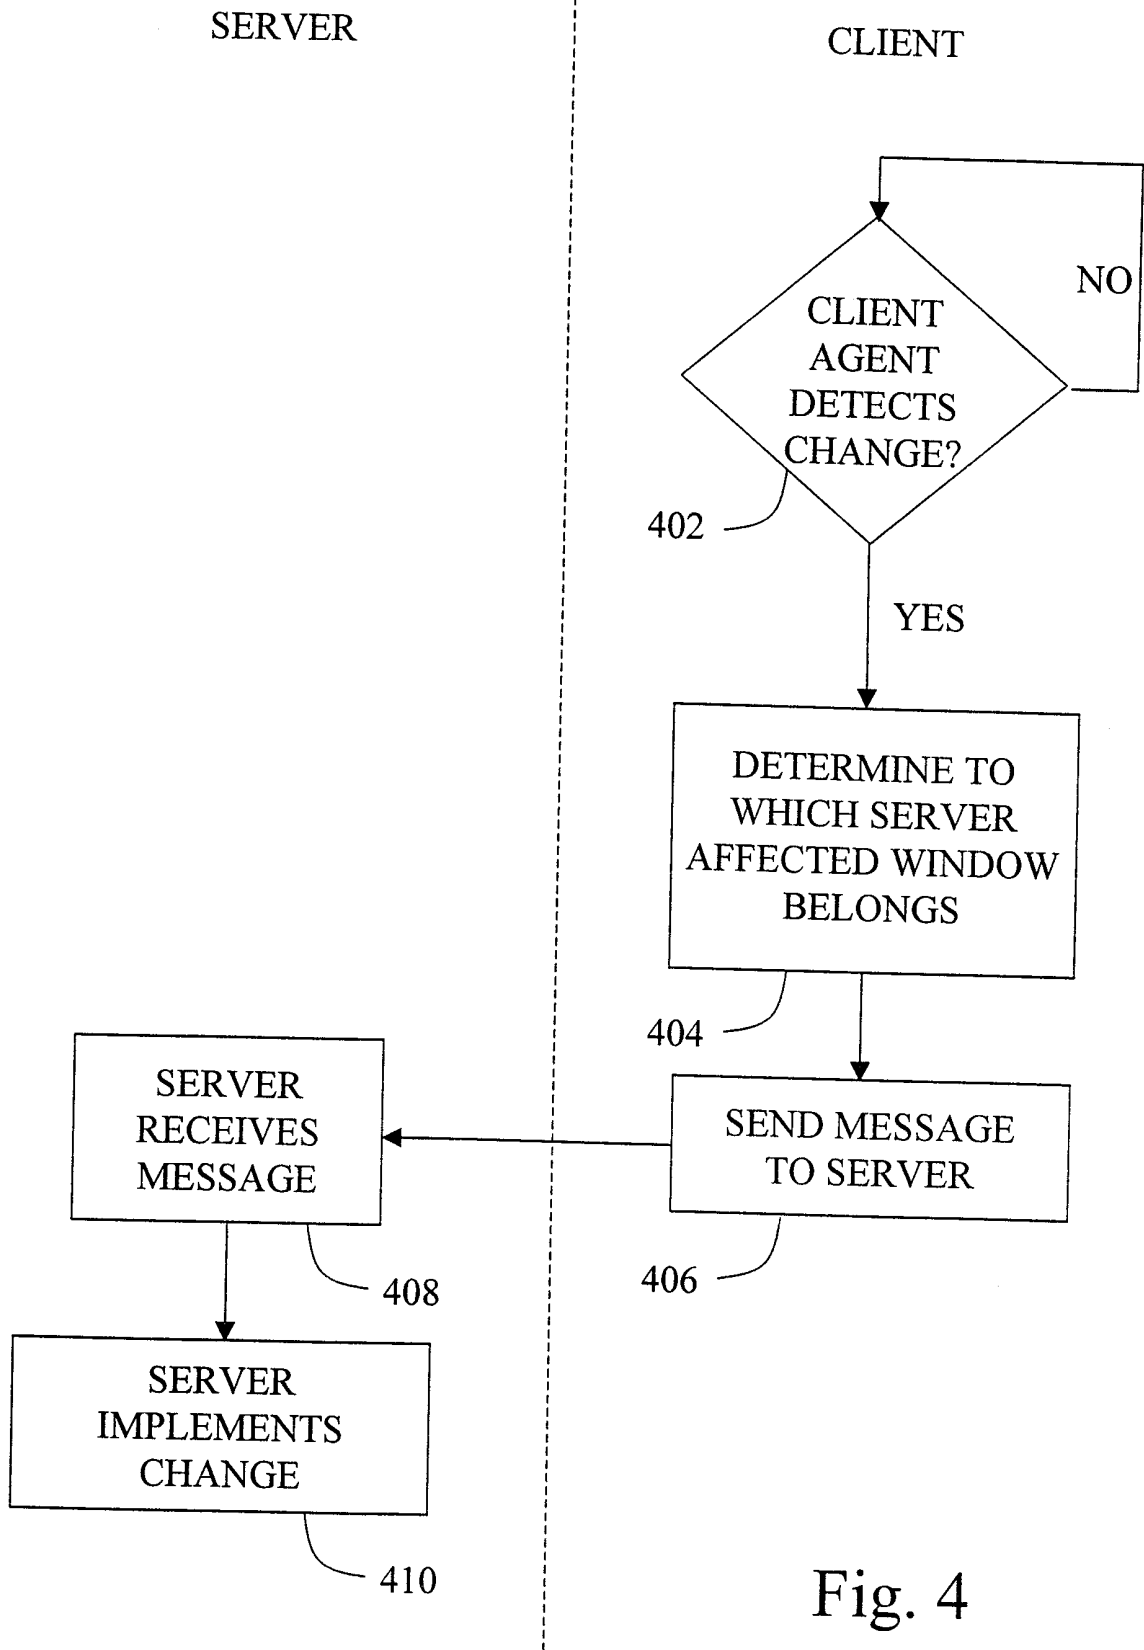 SERVER
CLIENT
NO
CLIENT
AGENT
DETECTS
CHANGE?
402
YES
DETERMINE TO
WHICH SERVER
AFFECTED WINDOW
BELONGS
404
SEND MESSAGE
TO SERVER
406
SERVER
RECEIVES
MESSAGE
408
SERVER
IMPLEMENTS
CHANGE
410
Fig. 4